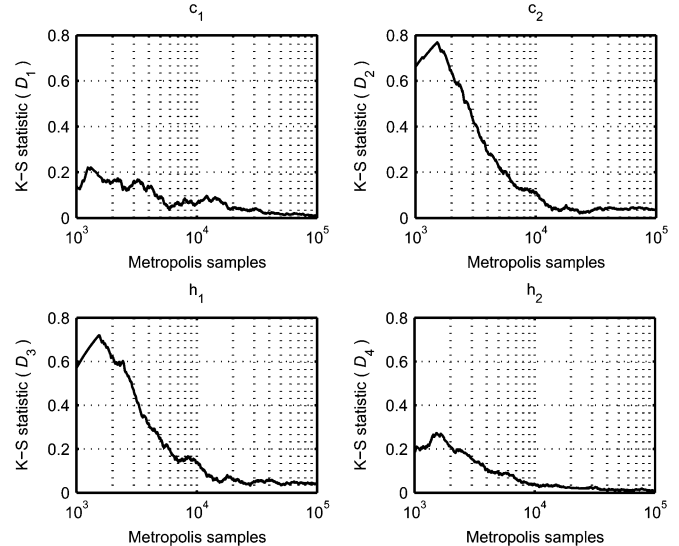 c1
c2
0.8
0.6
0.4
0.2
0
K−S statistic ( D1 )
10^3
10^4
10^5
Metropolis samples
0.8
0.6
0.4
0.2
0
K−S statistic ( D2 )
10^3
10^4
10^5
Metropolis samples
h1
h2
0.8
0.6
0.4
0.2
0
K−S statistic ( D3 )
10^3
10^4
10^5
Metropolis samples
0.8
0.6
0.4
0.2
0
K−S statistic ( D4 )
10^3
10^4
10^5
Metropolis samples